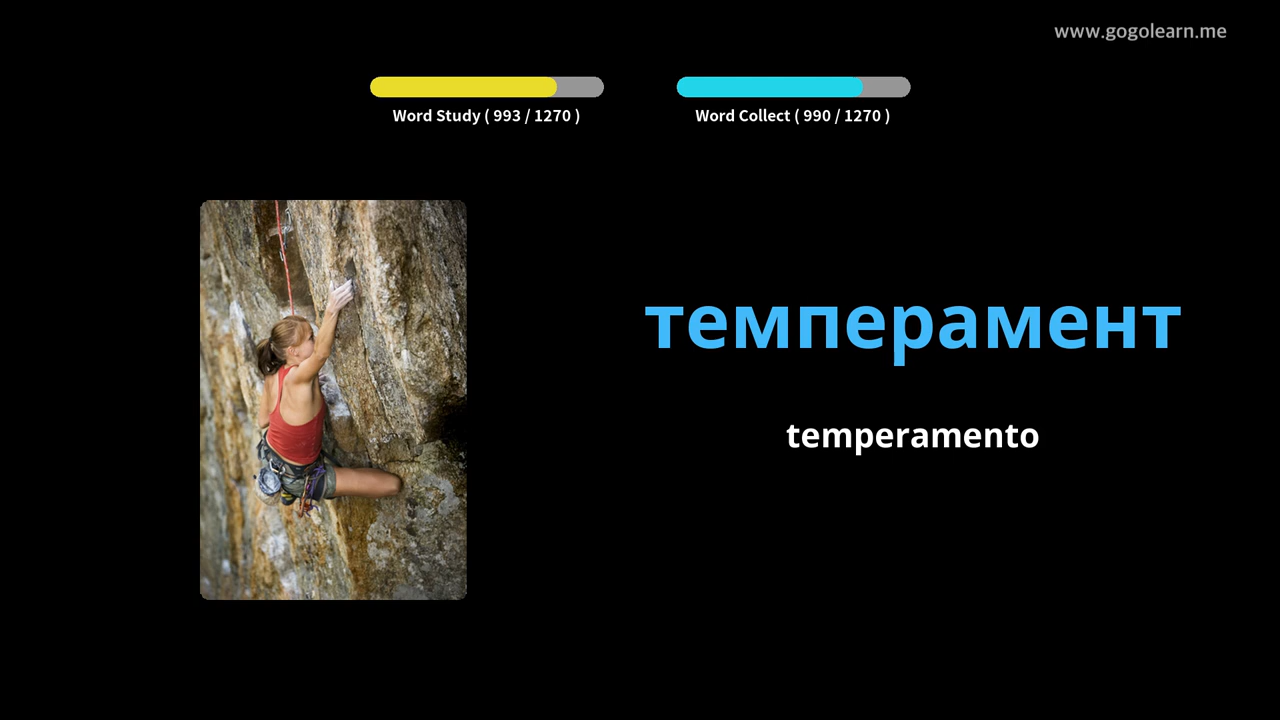 www.gogolearn.me
Word Study ( 993 / 1270 )
Word Collect ( 990 / 1270 )
темперамент
temperamento